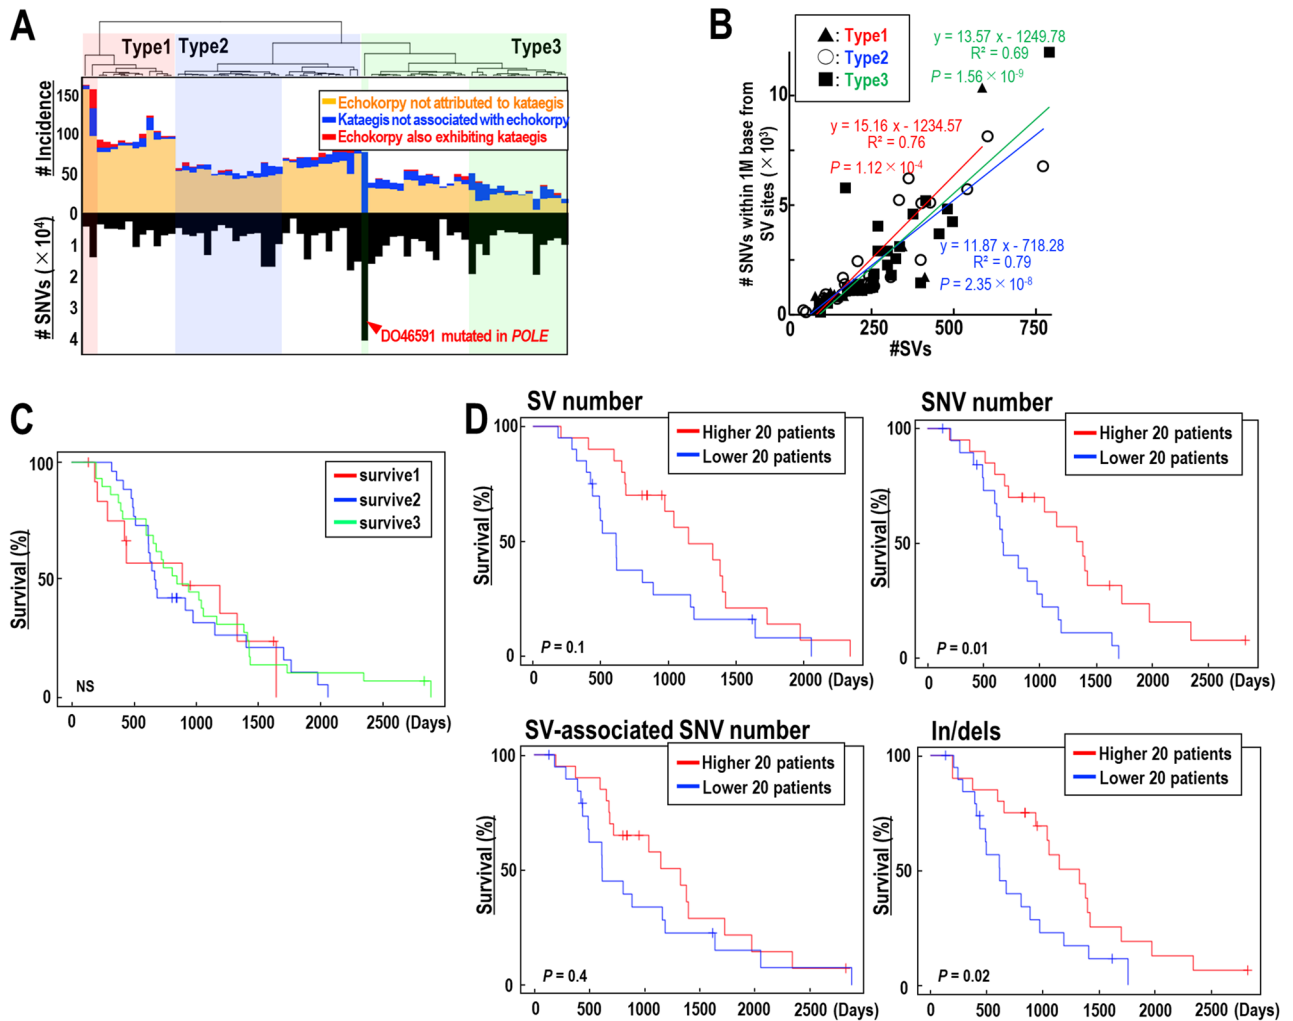 A
Type1
Type2
Type3
# Incidence
150
100
50
0
Echokorpy not attributed to kataegis
Kataegis not associated with echokorpy
Echokorpy also exhibiting kataegis
# SNVs (×10⁴)
1
2
3
4
DO46591 mutated in POLE
B
▲: Type1
○: Type2
■: Type3
# SNVs within 1M base from
SV sites (×10³)
10
5
0
0
250
500
750
#SVs
y = 13.57 x - 1249.78
R² = 0.69
P = 1.56×10⁻⁹
y = 15.16 x - 1234.57
R² = 0.76
P = 1.12×10⁻⁴
y = 11.87 x - 718.28
R² = 0.79
P = 2.35×10⁻⁸
C
survive1
survive2
survive3
Survival (%)
100
50
0
NS
0 500 1000 1500 2000 2500 (Days)
D
SV number
Higher 20 patients
Lower 20 patients
Survival (%)
100
50
0
P = 0.1
0 500 1000 1500 2000 (Days)
SNV number
Higher 20 patients
Lower 20 patients
Survival (%)
100
50
0
P = 0.01
0 500 1000 1500 2000 2500 (Days)
SV-associated SNV number
Higher 20 patients
Lower 20 patients
Survival (%)
100
50
0
P = 0.4
0 500 1000 1500 2000 2500 (Days)
In/dels
Higher 20 patients
Lower 20 patients
Survival (%)
100
50
0
P = 0.02
0 500 1000 1500 2000 2500 (Days)